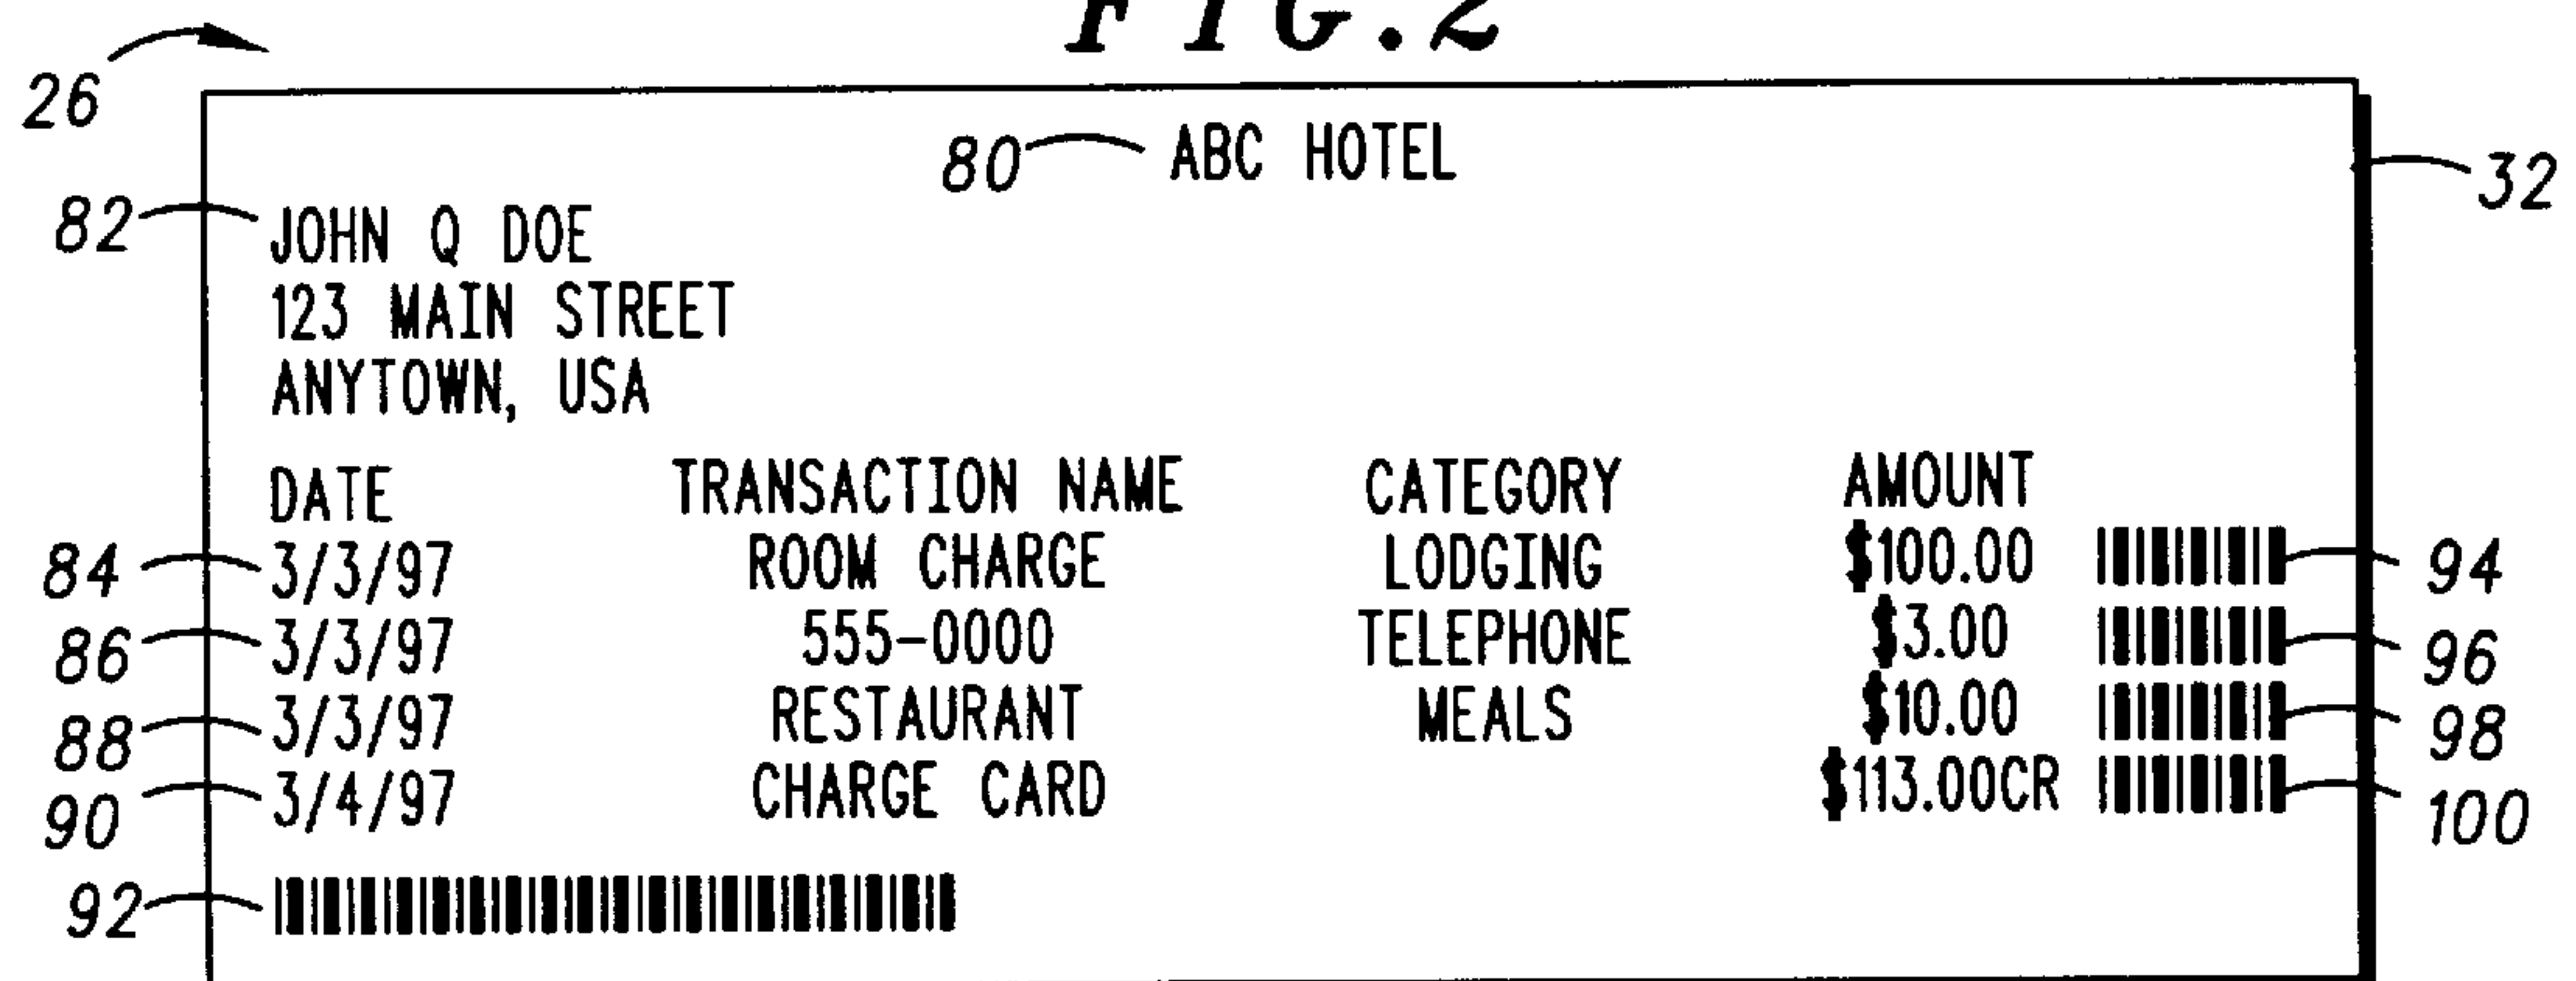 FIG.2
26
80 ABC HOTEL 32
82 JOHN Q DOE
123 MAIN STREET
ANYTOWN, USA
DATE TRANSACTION NAME CATEGORY AMOUNT
84 3/3/97 ROOM CHARGE LODGING $100.00 94
86 3/3/97 555-0000 TELEPHONE $3.00 96
88 3/3/97 RESTAURANT MEALS $10.00 98
90 3/4/97 CHARGE CARD $113.00CR 100
92